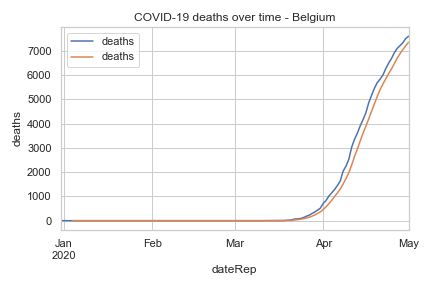 COVID-19 deaths over time - Belgium
deaths
deaths
deaths
7000
6000
5000
4000
3000
2000
1000
0
Jan
2020
Feb
Mar
Apr
May
dateRep